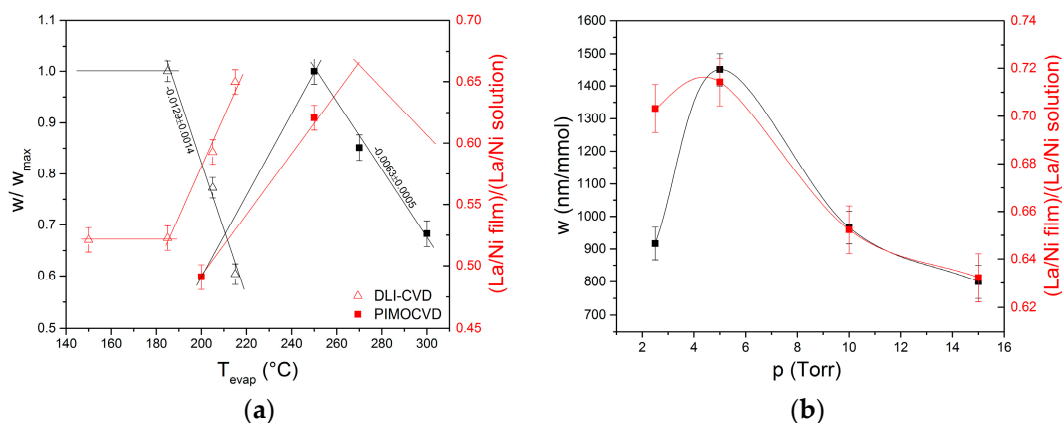 w/ w_max
1.1
1.0
0.9
0.8
0.7
0.6
0.5
-0.0129±0.0014
-0.0063±0.0005
DLI-CVD
PIMOCVD
0.70
0.65
0.60
0.55
0.50
0.45
(La/Ni film)/(La/Ni solution)
140 160 180 200 220 240 260 280 300
T_evap (°C)
(a)
w (nm/mmol)
1500
1400
1300
1200
1100
1000
900
800
700
0.74
0.72
0.70
0.68
0.66
0.64
0.62
(La/Ni film)/(La/Ni solution)
2 4 6 8 10 12 14 16
p (Torr)
(b)